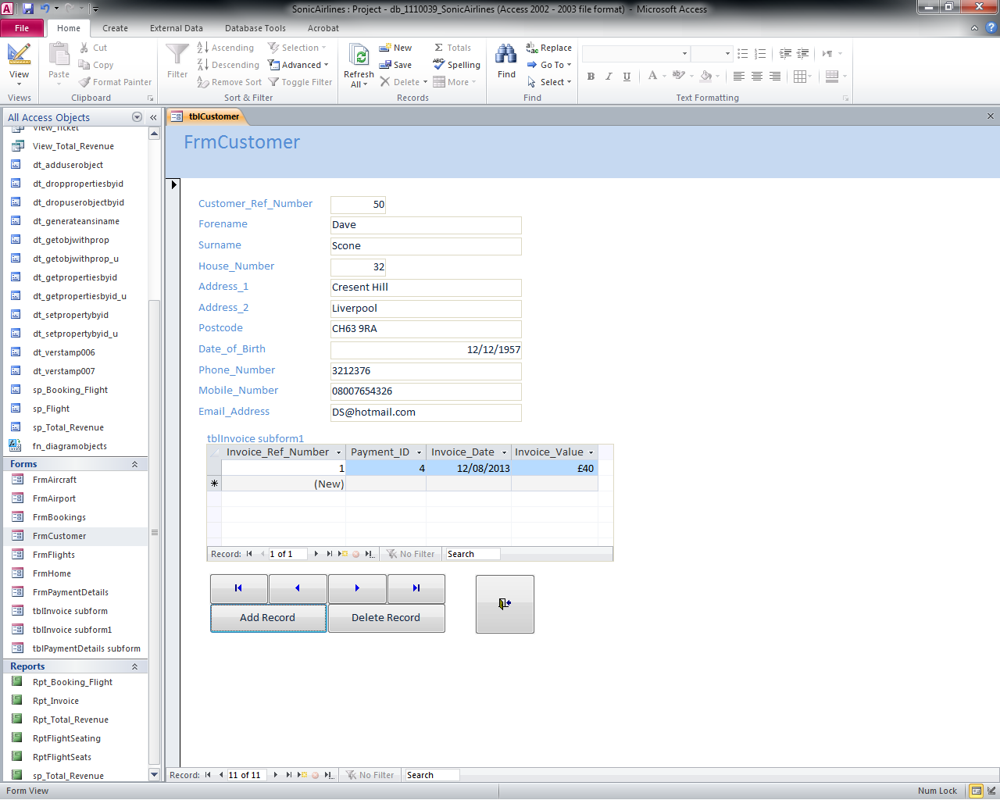 SonicAirlines : Project - db_1110039_SonicAirlines (Access 2002 - 2003 file format) - Microsoft Access
File Home Create External Data Database Tools Acrobat
View
Views
Paste
Cut
Copy
Format Painter
Clipboard
Filter
Ascending
Descending
Remove Sort
Selection
Advanced
Toggle Filter
Sort & Filter
Refresh All
New
Save
Delete
Totals
Spelling
More
Records
Find
Replace
Go To
Select
Find
B I U A
Text Formatting
All Access Objects
View_Ticket
View_Total_Revenue
dt_adduserobject
dt_droppropertiesbyid
dt_dropuserobjectbyid
dt_generateansiname
dt_getobjwithprop
dt_getobjwithprop_u
dt_getpropertiesbyid
dt_getpropertiesbyid_u
dt_setpropertybyid
dt_setpropertybyid_u
dt_verstamp006
dt_verstamp007
sp_Booking_Flight
sp_Flight
sp_Total_Revenue
fn_diagramobjects
Forms
FrmAircraft
FrmAirport
FrmBookings
FrmCustomer
FrmFlights
FrmHome
FrmPaymentDetails
tblInvoice subform
tblInvoice subform1
tblPaymentDetails subform
Reports
Rpt_Booking_Flight
Rpt_Invoice
Rpt_Total_Revenue
RptFlightSeating
RptFlightSeats
sp_Total_Revenue
tblCustomer
FrmCustomer
Customer_Ref_Number 50
Forename Dave
Surname Scone
House_Number 32
Address_1 Cresent Hill
Address_2 Liverpool
Postcode CH63 9RA
Date_of_Birth 12/12/1957
Phone_Number 3212376
Mobile_Number 08007654326
Email_Address DS@hotmail.com
tblInvoice subform1
Invoice_Ref_Number Payment_ID Invoice_Date Invoice_Value
1 4 12/08/2013 £40
(New)
Record: 1 of 1 No Filter Search
Add Record Delete Record
Record: 11 of 11 No Filter Search
Form View Num Lock